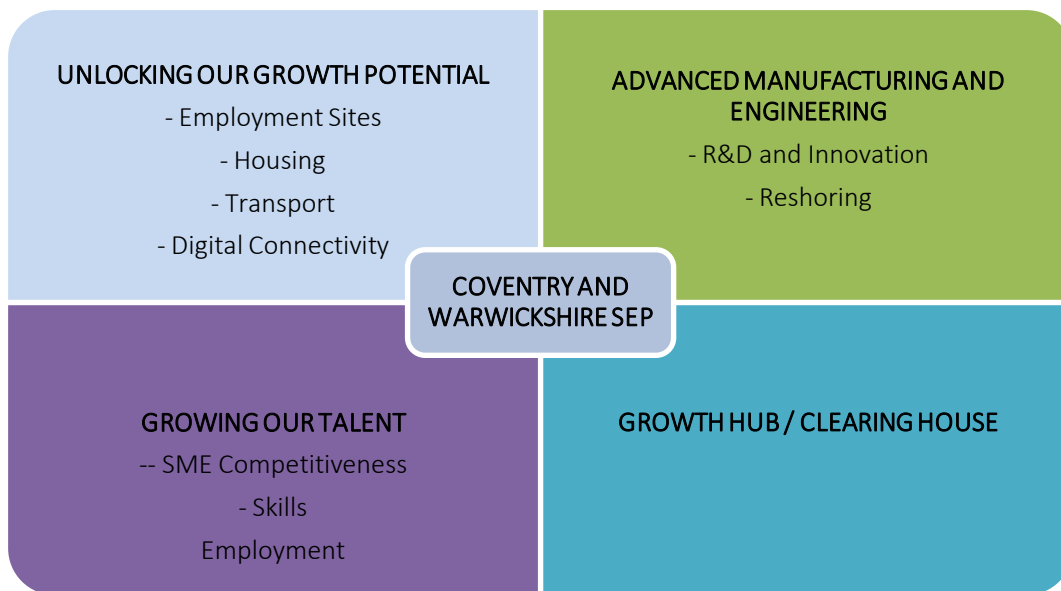 UNLOCKING OUR GROWTH POTENTIAL
- Employment Sites
- Housing
- Transport
- Digital Connectivity
ADVANCED MANUFACTURING AND
ENGINEERING
- R&D and Innovation
- Reshoring
COVENTRY AND
WARWICKSHIRE SEP
GROWING OUR TALENT
-- SME Competitiveness
- Skills
Employment
GROWTH HUB / CLEARING HOUSE